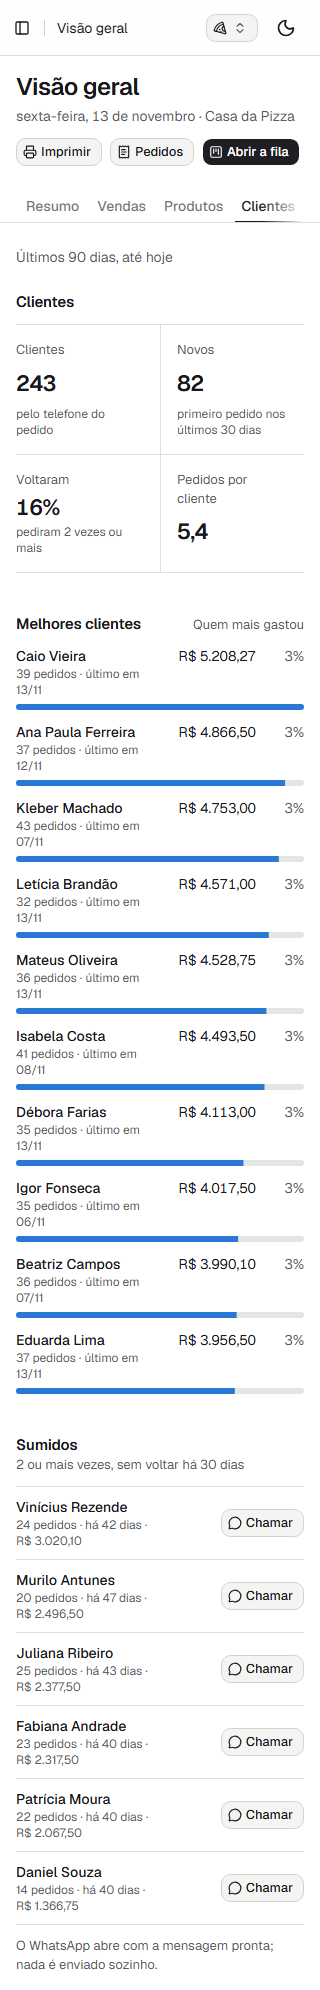 Visão geral
Visão geral
sexta-feira, 13 de novembro · Casa da Pizza
Imprimir
Pedidos
Abrir a fila
Resumo
Vendas
Produtos
Clientes
Últimos 90 dias, até hoje
Clientes
Clientes
243
pelo telefone do
pedido
Novos
82
primeiro pedido nos
últimos 30 dias
Voltaram
16%
pediram 2 vezes ou
mais
Pedidos por
cliente
5,4
Melhores clientes
Quem mais gastou
Caio Vieira R$ 5.208,27 3%
39 pedidos · último em
13/11
Ana Paula Ferreira R$ 4.866,50 3%
37 pedidos · último em
12/11
Kleber Machado R$ 4.753,00 3%
43 pedidos · último em
07/11
Letícia Brandão R$ 4.571,00 3%
32 pedidos · último em
13/11
Mateus Oliveira R$ 4.528,75 3%
36 pedidos · último em
13/11
Isabela Costa R$ 4.493,50 3%
41 pedidos · último em
08/11
Débora Farias R$ 4.113,00 3%
35 pedidos · último em
13/11
Igor Fonseca R$ 4.017,50 3%
35 pedidos · último em
06/11
Beatriz Campos R$ 3.990,10 3%
36 pedidos · último em
07/11
Eduarda Lima R$ 3.956,50 3%
37 pedidos · último em
13/11
Sumidos
2 ou mais vezes, sem voltar há 30 dias
Vinícius Rezende
24 pedidos · há 42 dias ·
R$ 3.020,10
Chamar
Murilo Antunes
20 pedidos · há 47 dias ·
R$ 2.496,50
Chamar
Juliana Ribeiro
25 pedidos · há 43 dias ·
R$ 2.377,50
Chamar
Fabiana Andrade
23 pedidos · há 40 dias ·
R$ 2.317,50
Chamar
Patrícia Moura
22 pedidos · há 40 dias ·
R$ 2.067,50
Chamar
Daniel Souza
14 pedidos · há 40 dias ·
R$ 1.366,75
Chamar
O WhatsApp abre com a mensagem pronta;
nada é enviado sozinho.